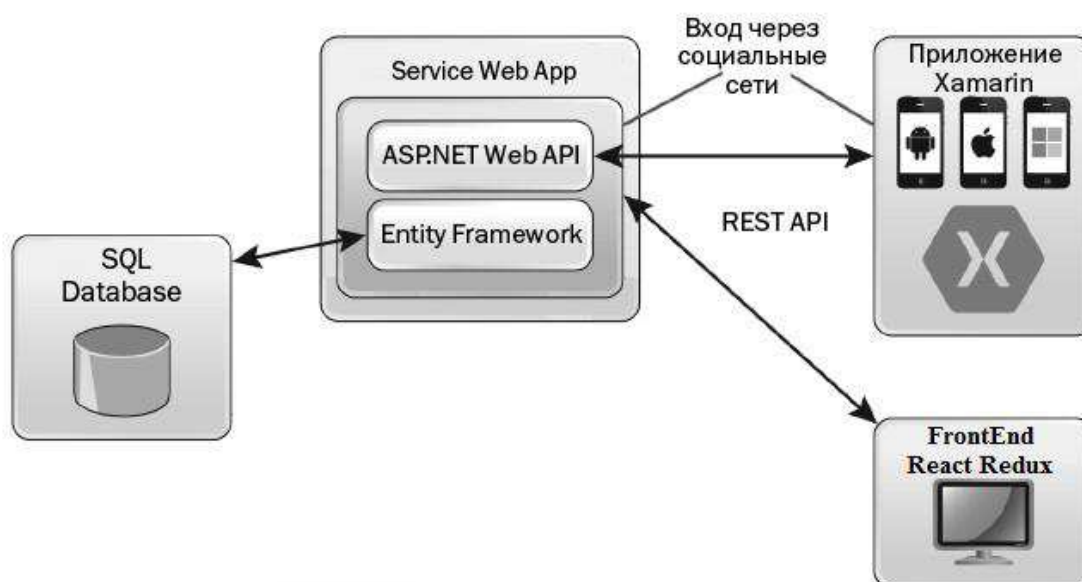 Вход через
социальные
сети
Service Web App
ASP.NET Web API
Entity Framework
SQL
Database
REST API
Приложение
Xamarin
FrontEnd
React Redux